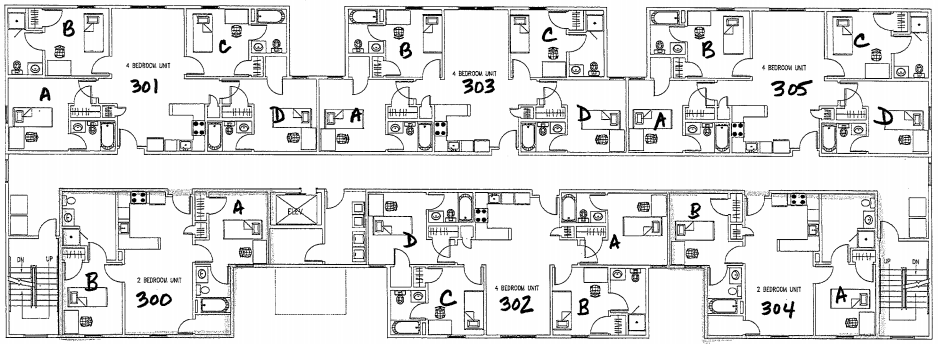 B
C
4 BEDROOM UNIT
301
A
D
B
C
4 BEDROOM UNIT
303
A
D
B
C
4 BEDROOM UNIT
305
A
D
DN
UP
B
2 BEDROOM UNIT
300
A
ELEV.
D
C
4 BEDROOM UNIT
302
A
B
B
2 BEDROOM UNIT
304
A
UP
DN